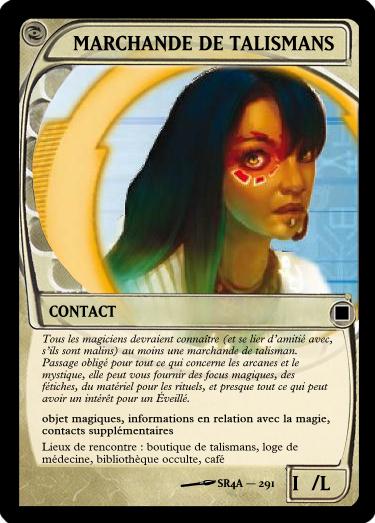 MARCHANDE DE TALISMANS
CONTACT
Tous les magiciens devraient connaître (et se lier d'amitié avec,
s'ils sont malins) au moins une marchande de talisman.
Passage obligé pour tout ce qui concerne les arcanes et le
mystique, elle peut vous fournir des focus magiques, des
fétiches, du matériel pour les rituels, et presque tout ce qui peut
avoir un intérêt pour un Éveillé.
objet magiques, informations en relation avec la magie,
contacts supplémentaires
Lieux de rencontre : boutique de talismans, loge de
médecine, bibliothèque occulte, café
SR4A — 291
I /L